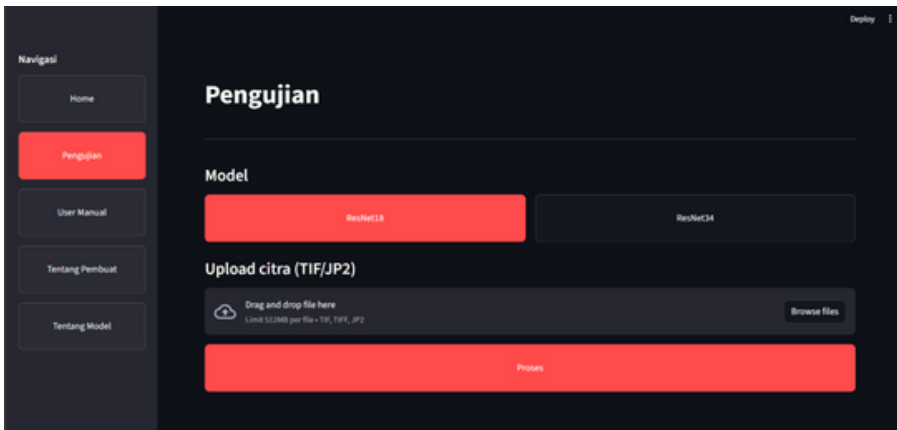 Deploy
Navigasi
Home
Pengujian
User Manual
Tentang Pembuat
Tentang Model
Pengujian
Model
ResNet18
ResNet34
Upload citra (TIF/JP2)
Drag and drop file here
Limit 512MB per file • TIF, TIFF, JP2
Browse files
Proses